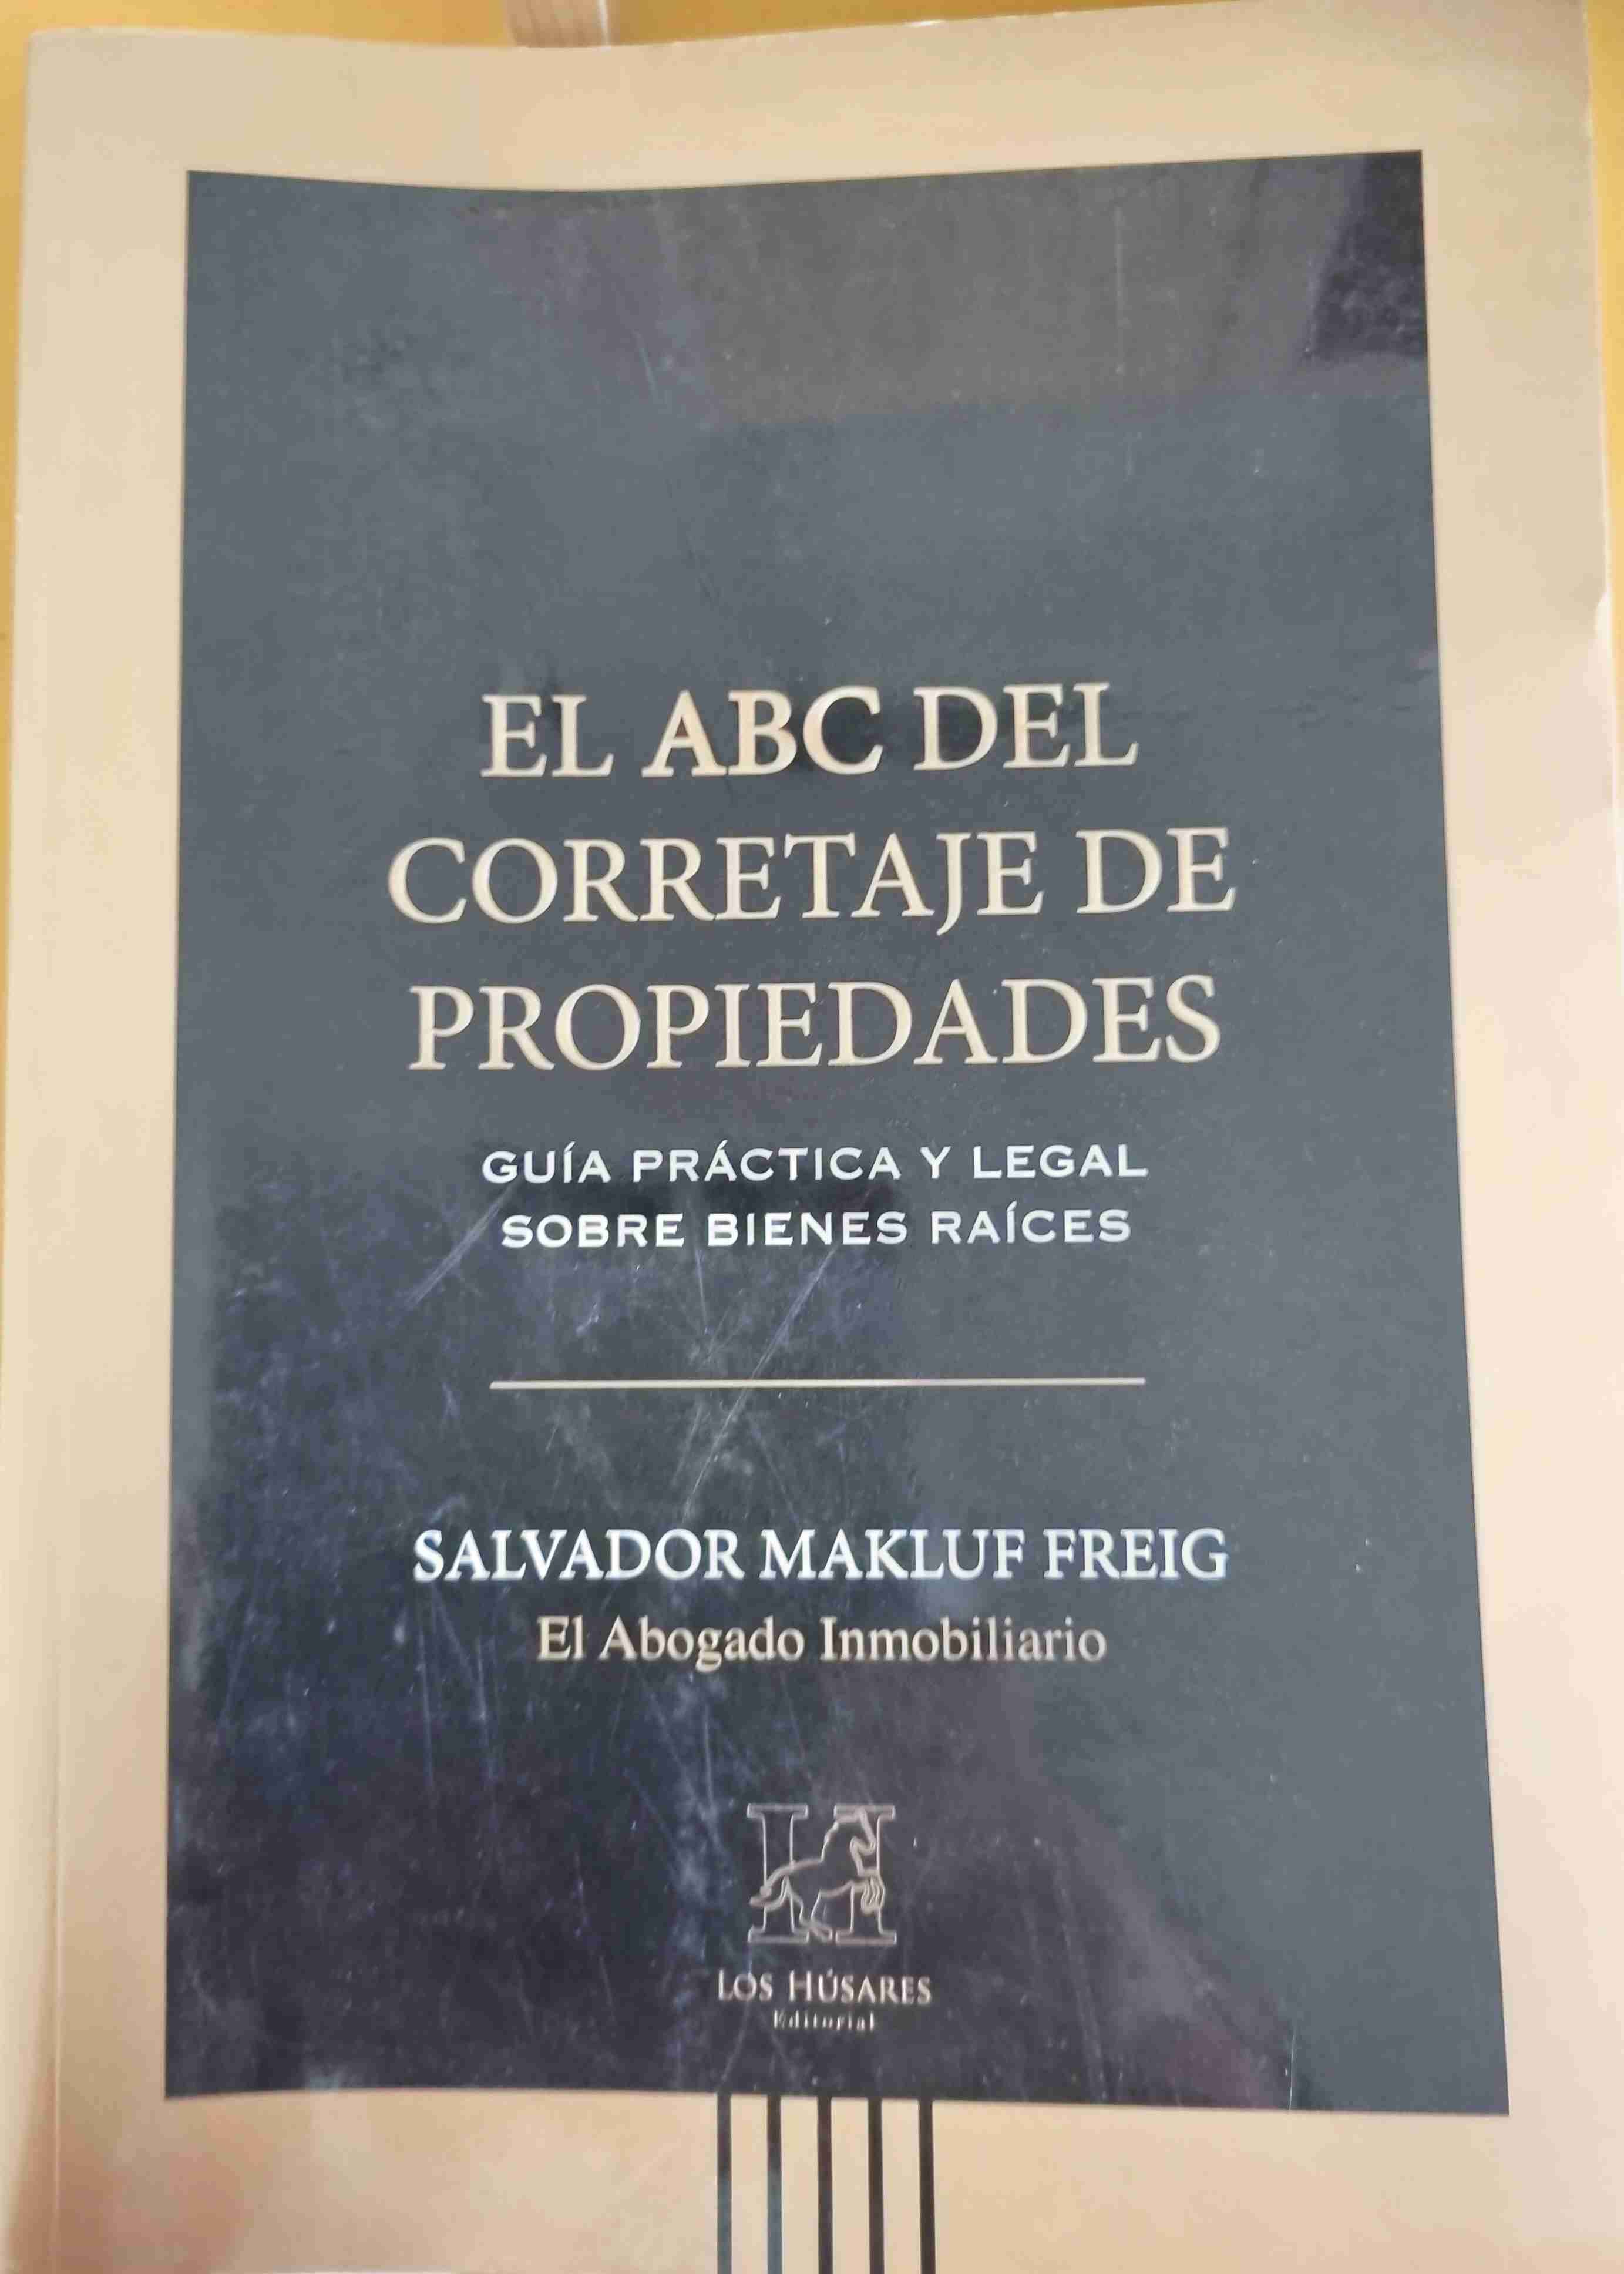 EL ABC DEL
CORRETAJE DE
PROPIEDADES
GUÍA PRÁCTICA Y LEGAL
SOBRE BIENES RAÍCES
SALVADOR MAKLUF FREIG
El Abogado Inmobiliario
H
LOS HÚSARES
Editorial